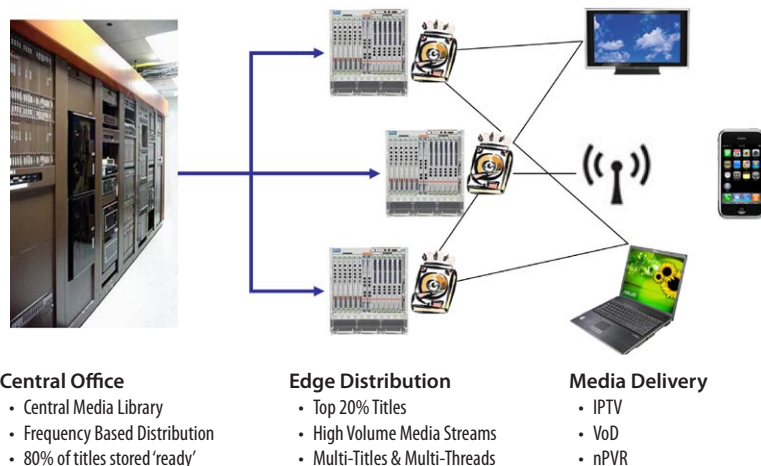 Central Office
• Central Media Library
• Frequency Based Distribution
• 80% of titles stored ‘ready’
Edge Distribution
• Top 20% Titles
• High Volume Media Streams
• Multi-Titles & Multi-Threads
Media Delivery
• IPTV
• VoD
• nPVR